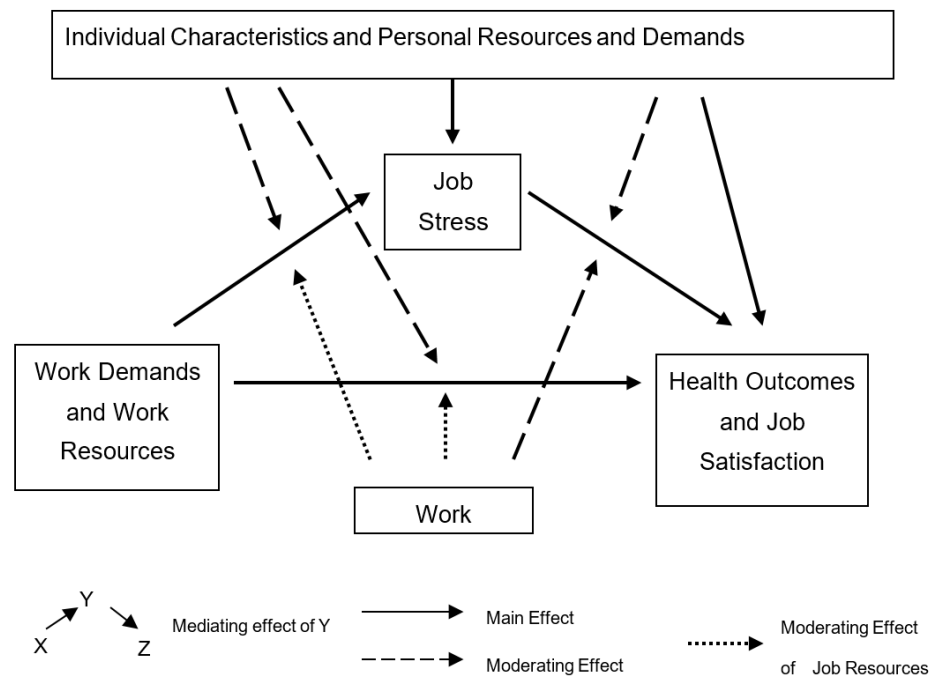 Individual Characteristics and Personal Resources and Demands
Job
Stress
Work Demands
and Work
Resources
Health Outcomes
and Job
Satisfaction
Work
Y
X
Z
Mediating effect of Y
Main Effect
Moderating Effect
Moderating Effect
of Job Resources